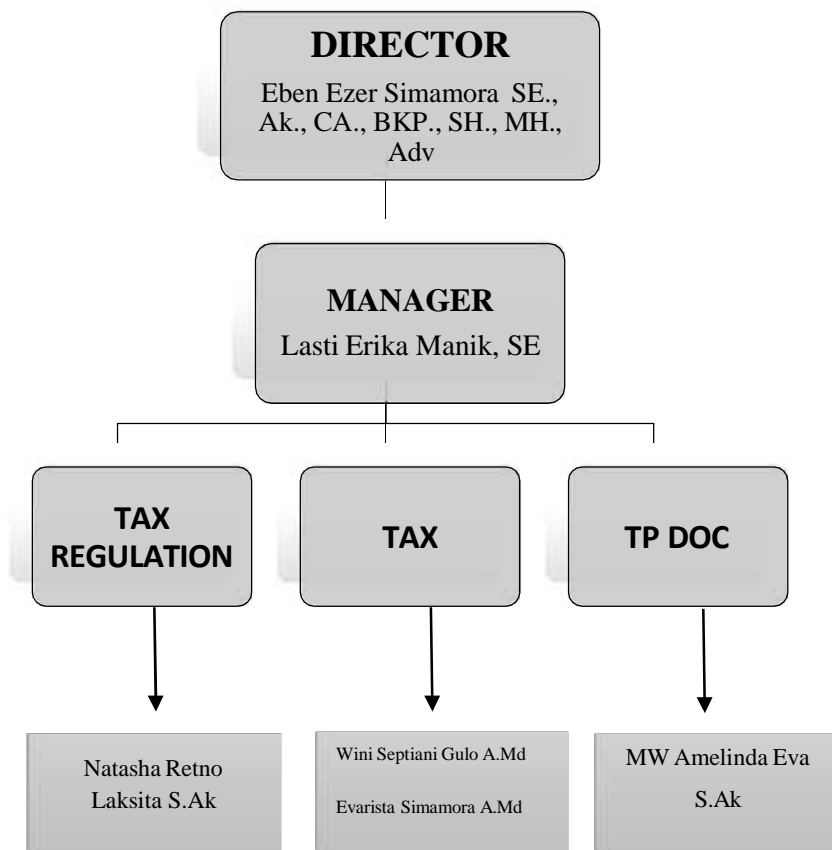 DIRECTOR
Eben Ezer Simamora SE.,
Ak., CA., BKP., SH., MH.,
Adv
MANAGER
Lasti Erika Manik, SE
TAX
REGULATION
TAX
TP DOC
Natasha Retno
Laksita S.Ak
Wini Septiani Gulo A.Md
Evarista Simamora A.Md
MW Amelinda Eva
S.Ak